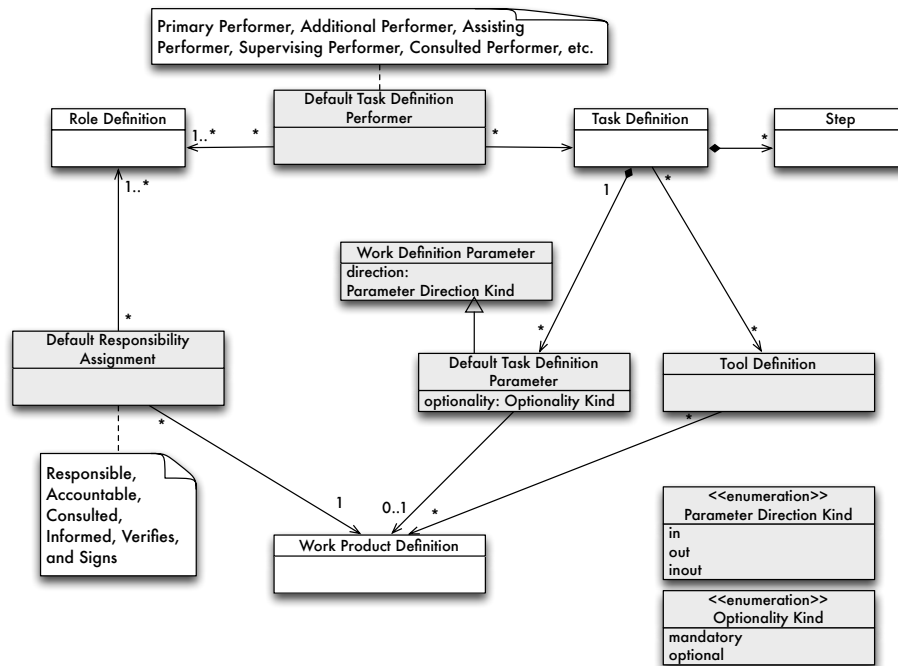 Primary Performer, Additional Performer, Assisting
Performer, Supervising Performer, Consulted Performer, etc.
Role Definition
Default Task Definition
Performer
Task Definition
Step
1..*
*
*
*
1..*
1
*
Work Definition Parameter
direction:
Parameter Direction Kind
*
Default Responsibility
Assignment
*
*
Default Task Definition
Parameter
optionality: Optionality Kind
Tool Definition
*
*
Responsible,
Accountable,
Consulted,
Informed, Verifies,
and Signs
1
0..1
*
Work Product Definition
<<enumeration>>
Parameter Direction Kind
in
out
inout
<<enumeration>>
Optionality Kind
mandatory
optional